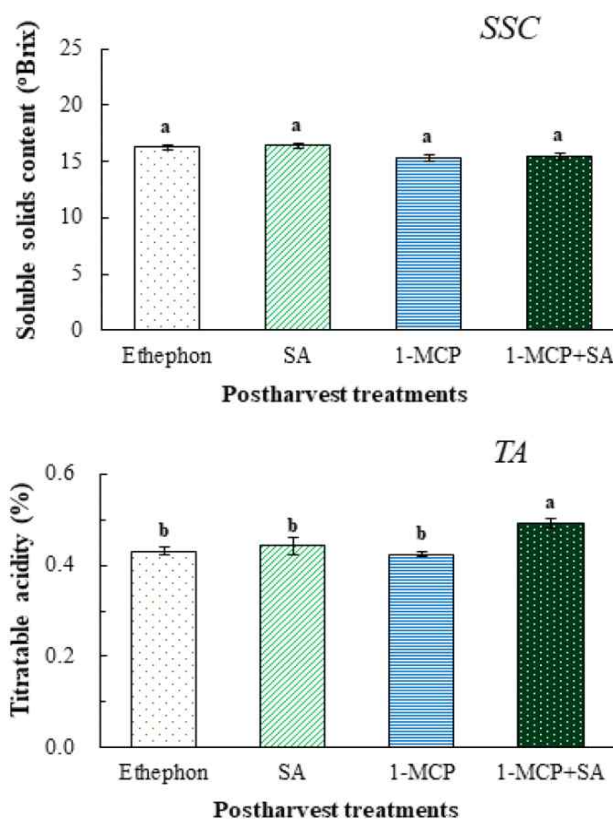 SSC
Soluble solids content (ºBrix)
25
20
15
10
5
0
a
a
a
a
Ethephon
SA
1-MCP
1-MCP+SA
Postharvest treatments
TA
Titratable acidity (%)
0.6
0.4
0.2
0.0
b
b
b
a
Ethephon
SA
1-MCP
1-MCP+SA
Postharvest treatments